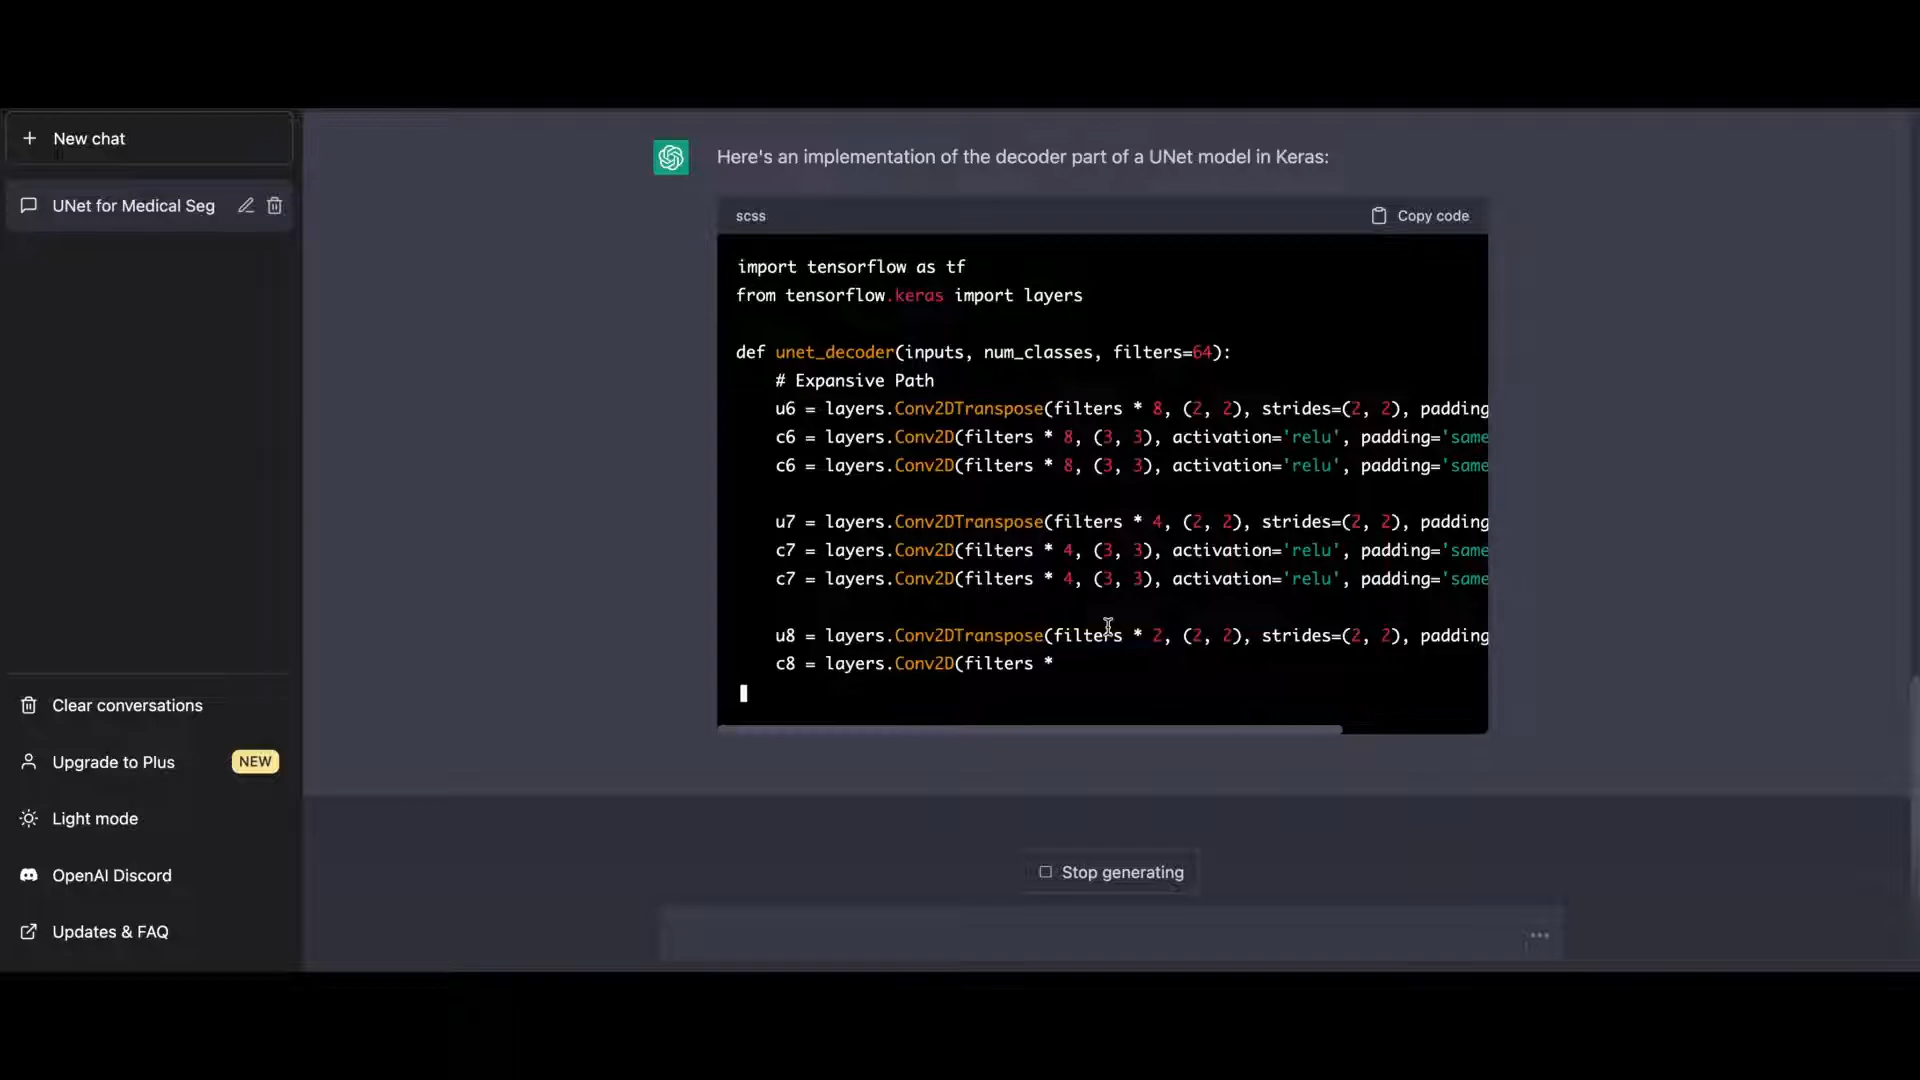 New chat
UNet for Medical Seg
Clear conversations
Upgrade to Plus
NEW
Light mode
OpenAI Discord
Updates & FAQ
Here's an implementation of the decoder part of a UNet model in Keras:
scss
Copy code
import tensorflow as tf
from tensorflow.keras import layers
def unet_decoder(inputs, num_classes, filters=64):
# Expansive Path
u6 = layers.Conv2DTranspose(filters * 8, (2, 2), strides=(2, 2), padding
c6 = layers.Conv2D(filters * 8, (3, 3), activation='relu', padding='same
c6 = layers.Conv2D(filters * 8, (3, 3), activation='relu', padding='same
u7 = layers.Conv2DTranspose(filters * 4, (2, 2), strides=(2, 2), padding
c7 = layers.Conv2D(filters * 4, (3, 3), activation='relu', padding='same
c7 = layers.Conv2D(filters * 4, (3, 3), activation='relu', padding='same
u8 = layers.Conv2DTranspose(filters * 2, (2, 2), strides=(2, 2), padding
c8 = layers.Conv2D(filters *
Stop generating